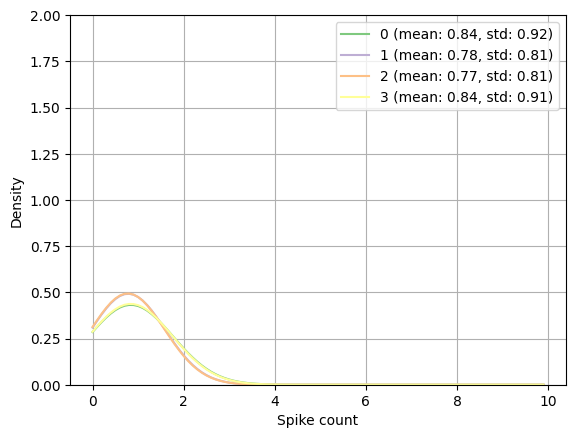 2.00
1.75
1.50
1.25
1.00
0.75
0.50
0.25
0.00
Density
0 (mean: 0.84, std: 0.92)
1 (mean: 0.78, std: 0.81)
2 (mean: 0.77, std: 0.81)
3 (mean: 0.84, std: 0.91)
0 2 4 6 8 10
Spike count